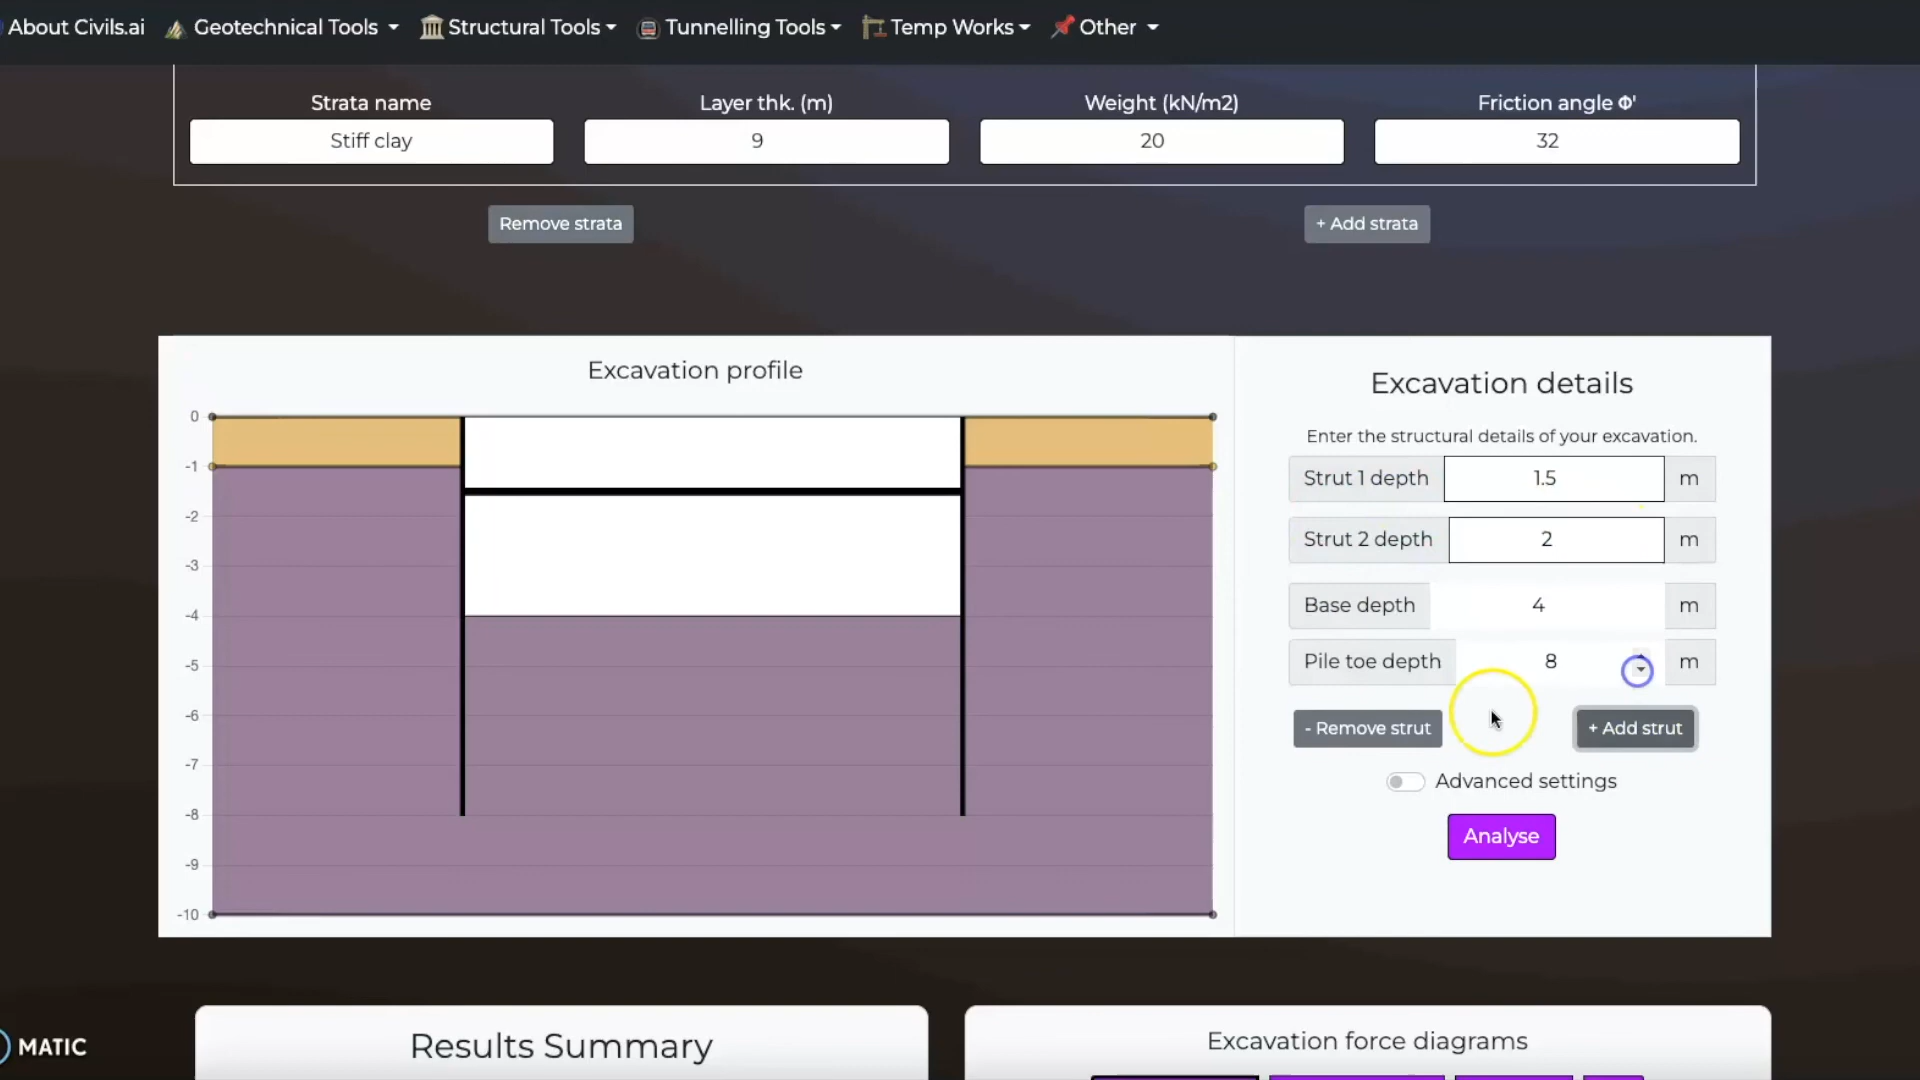 About Civils.ai Geotechnical Tools Structural Tools Tunnelling Tools Temp Works Other
Strata name Layer thk. (m) Weight (kN/m2) Friction angle Φ'
Stiff clay 9 20 32
Remove strata + Add strata
Excavation profile
0
-1
-2
-3
-4
-5
-6
-7
-8
-9
-10
Excavation details
Enter the structural details of your excavation.
Strut 1 depth 1.5 m
Strut 2 depth 2 m
Base depth 4 m
Pile toe depth 8 m
- Remove strut + Add strut
Advanced settings
Analyse
MATIC
Results Summary
Excavation force diagrams